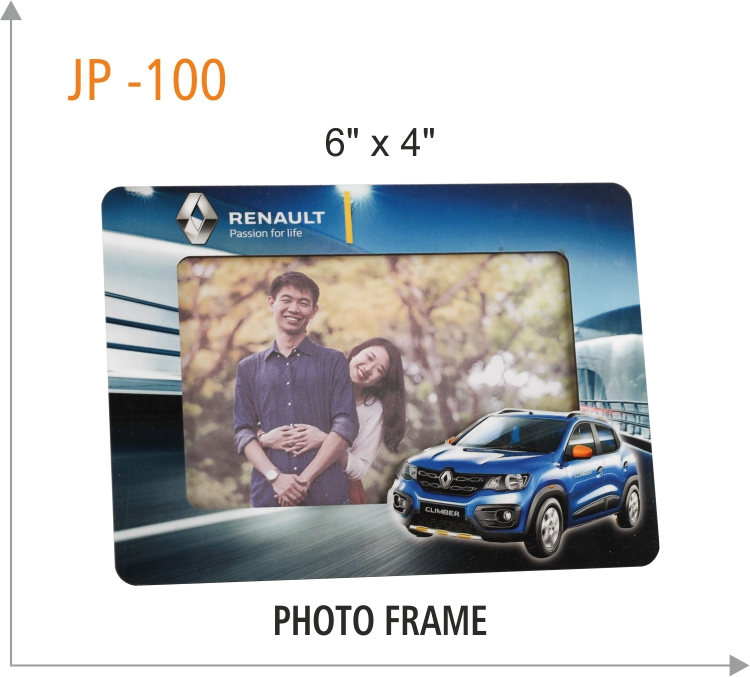 JP -100
6" x 4"
RENAULT
Passion for life
CLIMBER
PHOTO FRAME